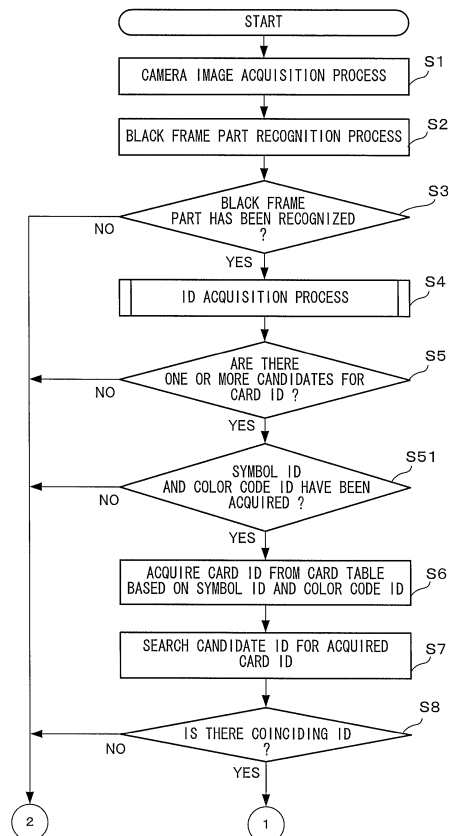 START
CAMERA IMAGE ACQUISITION PROCESS
S1
BLACK FRAME PART RECOGNITION PROCESS
S2
BLACK FRAME
PART HAS BEEN RECOGNIZED
?
S3
NO
YES
ID ACQUISITION PROCESS
S4
ARE THERE
ONE OR MORE CANDIDATES FOR
CARD ID ?
S5
NO
YES
SYMBOL ID
AND COLOR CODE ID HAVE BEEN
ACQUIRED ?
S51
NO
YES
ACQUIRE CARD ID FROM CARD TABLE
BASED ON SYMBOL ID AND COLOR CODE ID
S6
SEARCH CANDIDATE ID FOR ACQUIRED
CARD ID
S7
IS THERE COINCIDING ID
?
S8
NO
YES
2
1